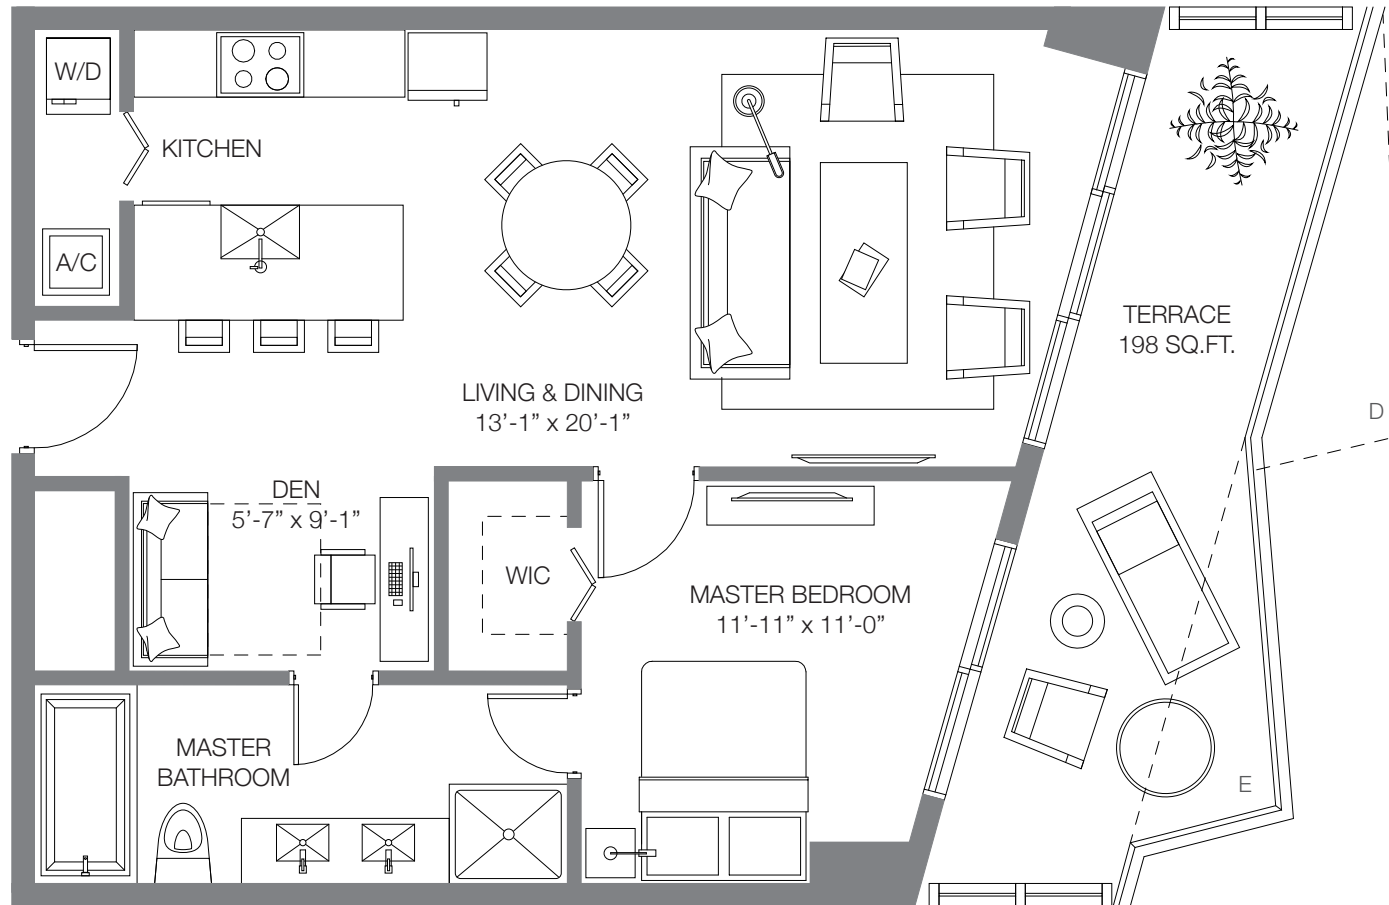 W/D
KITCHEN
A/C
TERRACE
198 SQ.FT.
LIVING & DINING
13’-1” x 20’-1”
D
DEN
5’-7” x 9’-1”
WIC
MASTER BEDROOM
11’-11” x 11’-0”
MASTER
BATHROOM
E